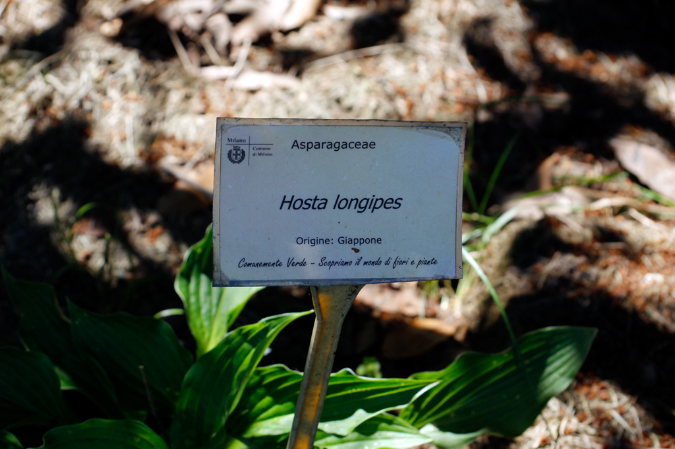 Asparagaceae
Milano
Comune
di Milano
Hosta longipes
Origine: Giappone
Comunemente Verde - Scopriamo il mondo di fiori e piante